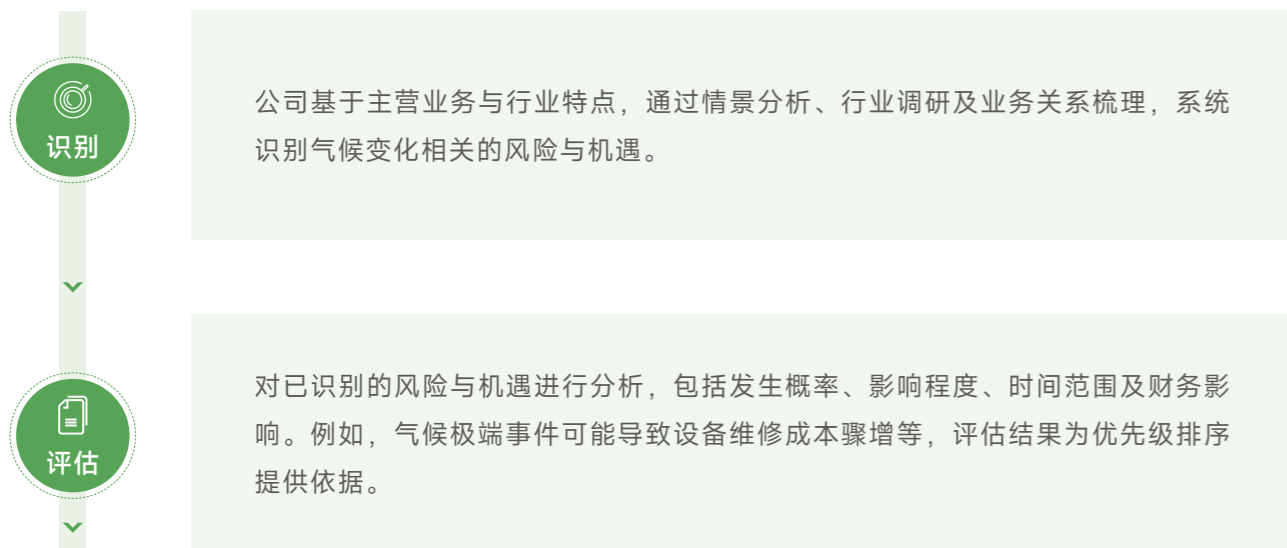 识别
公司基于主营业务与行业特点，通过情景分析、行业调研及业务关系梳理，系统
识别气候变化相关的风险与机遇。
评估
对已识别的风险与机遇进行分析，包括发生概率、影响程度、时间范围及财务影
响。例如，气候极端事件可能导致设备维修成本骤增等，评估结果为优先级排序
提供依据。